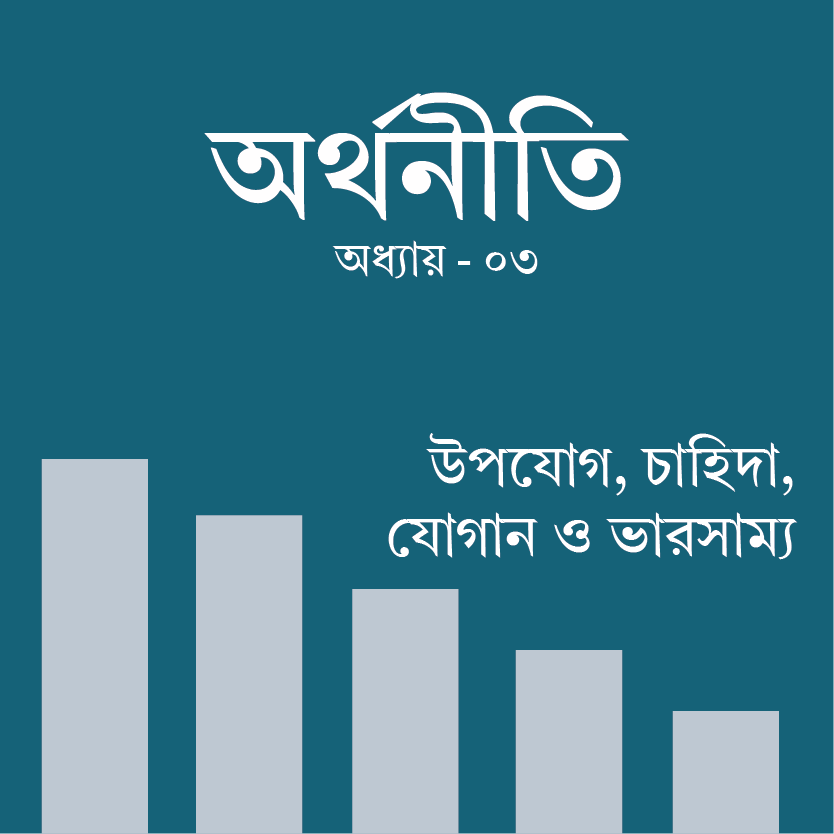 অর্থনীতি
অধ্যায় - ০৩
উপযোগ, চাহিদা,
যোগান ও ভারসাম্য